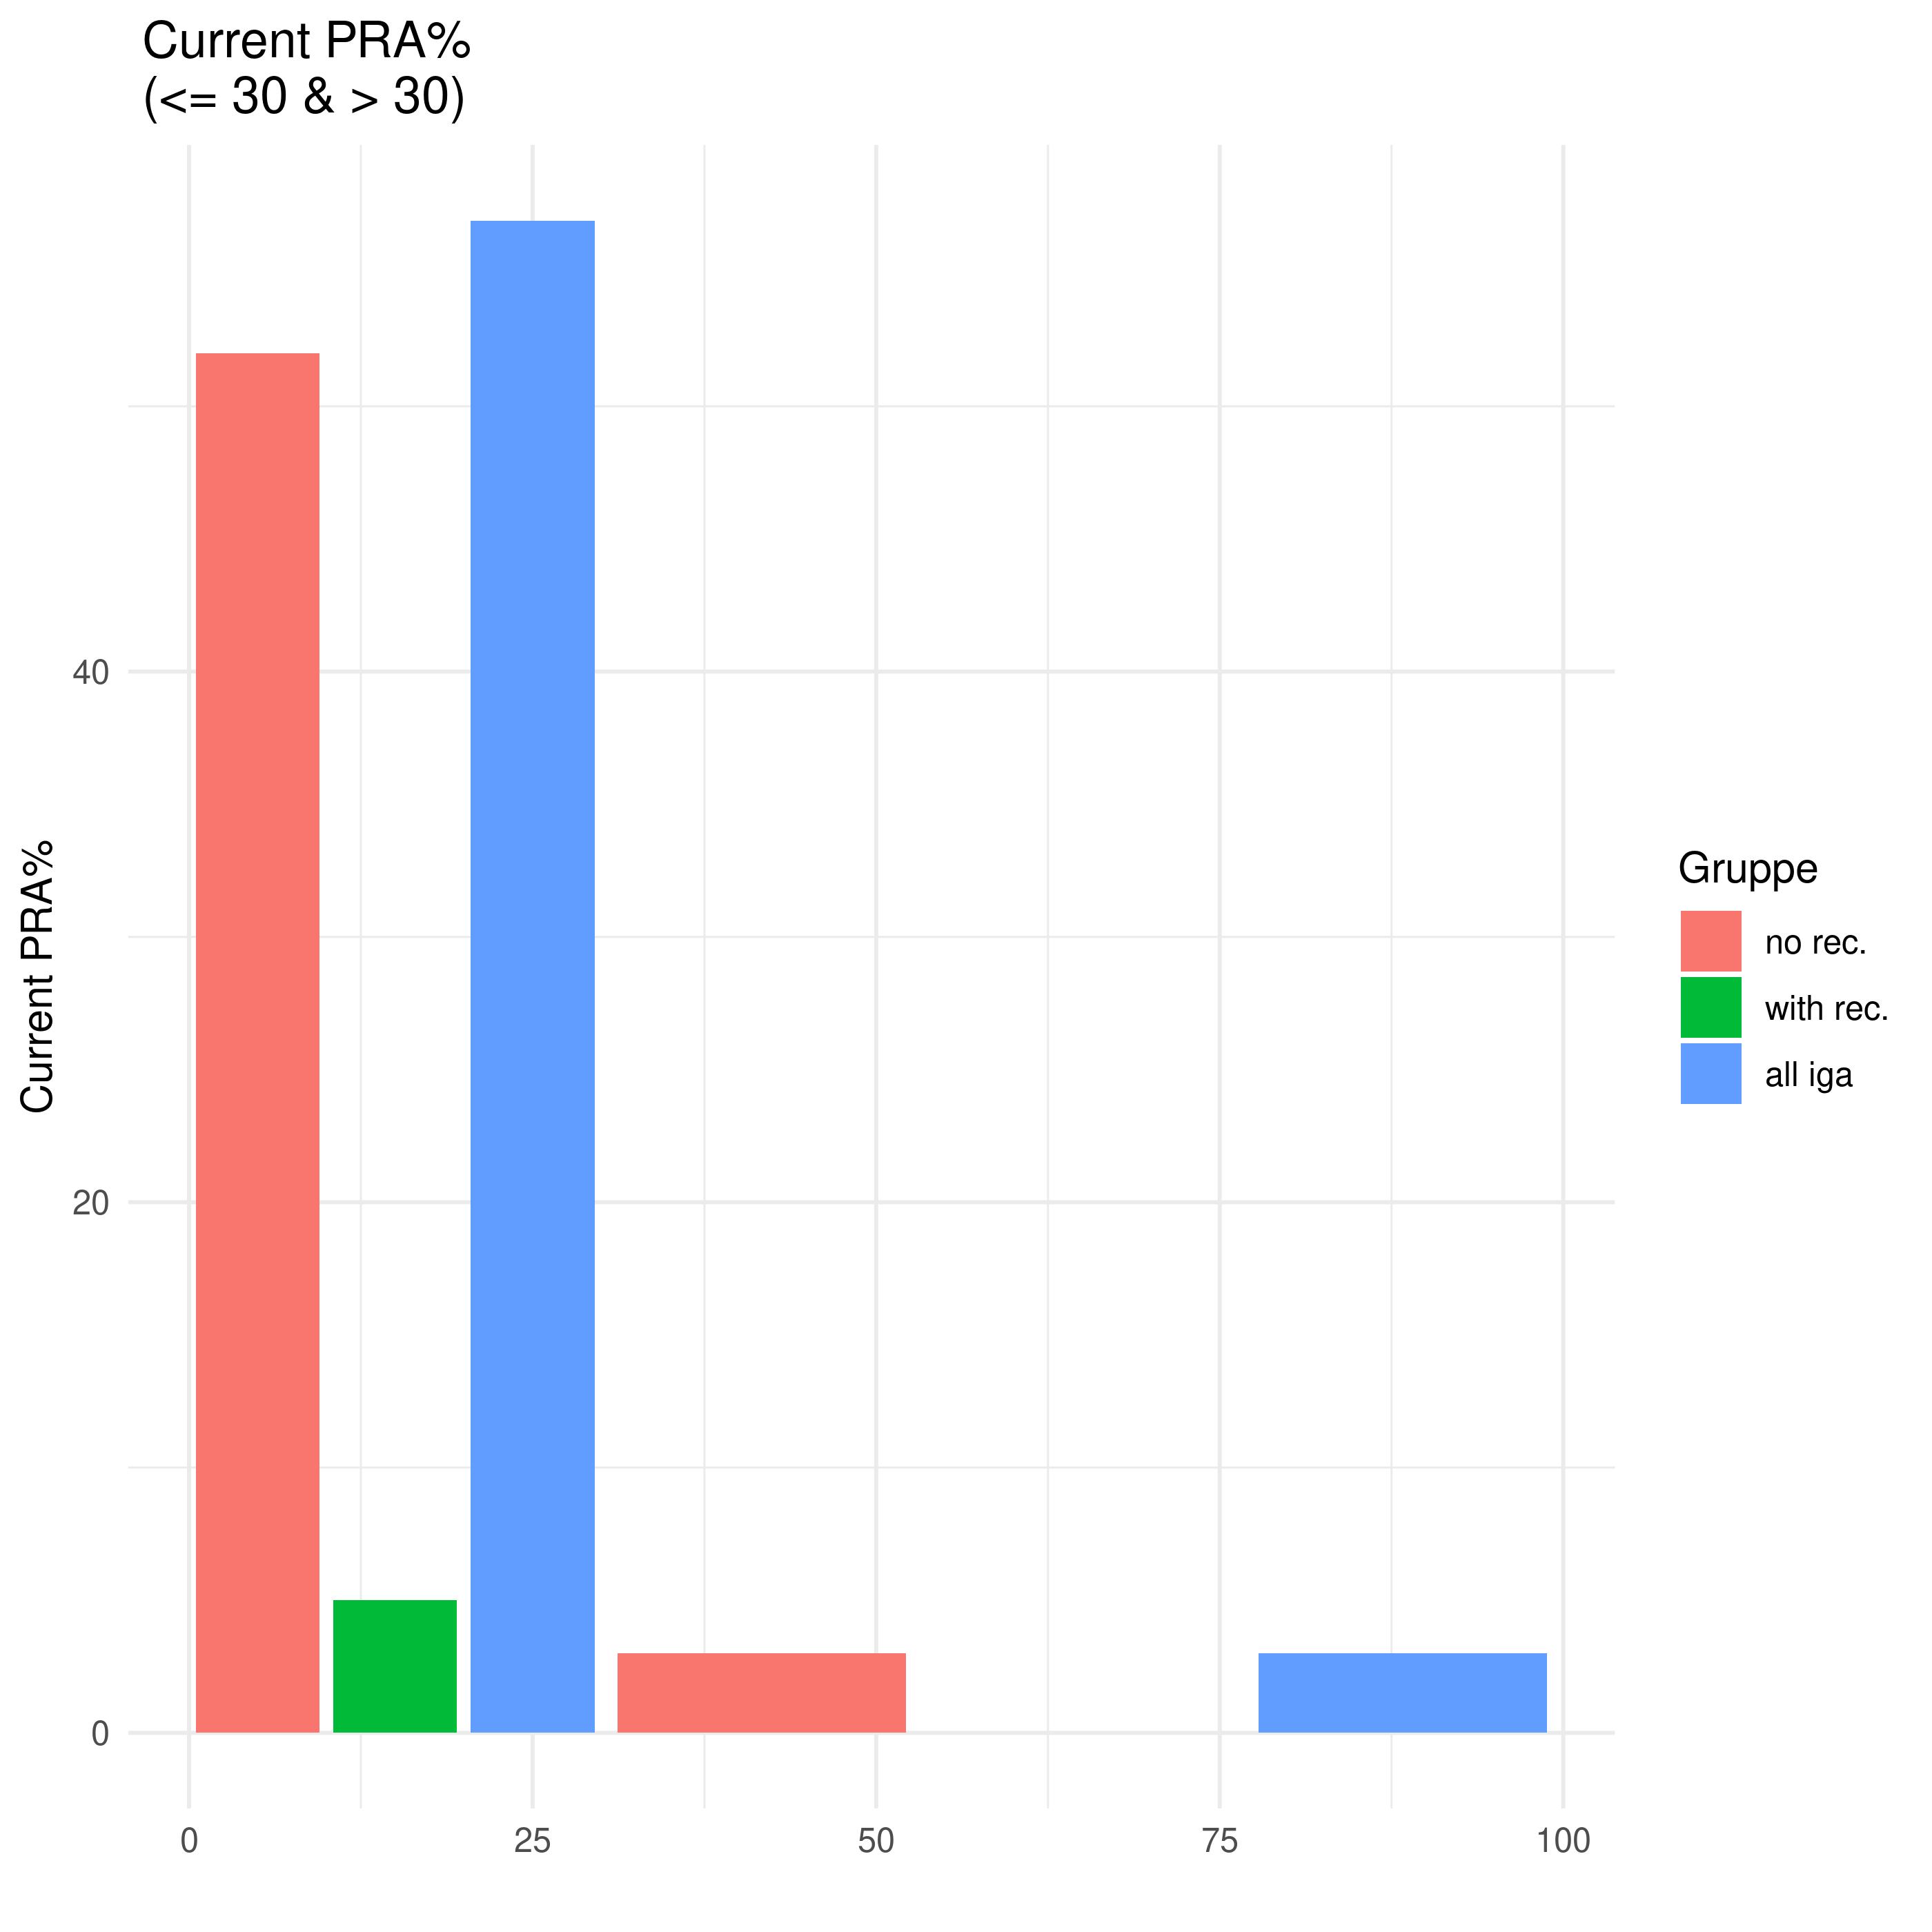 Current PRA%
(<= 30 & > 30)
Current PRA%
40
20
0
0
25
50
75
100
Gruppe
no rec.
with rec.
all iga